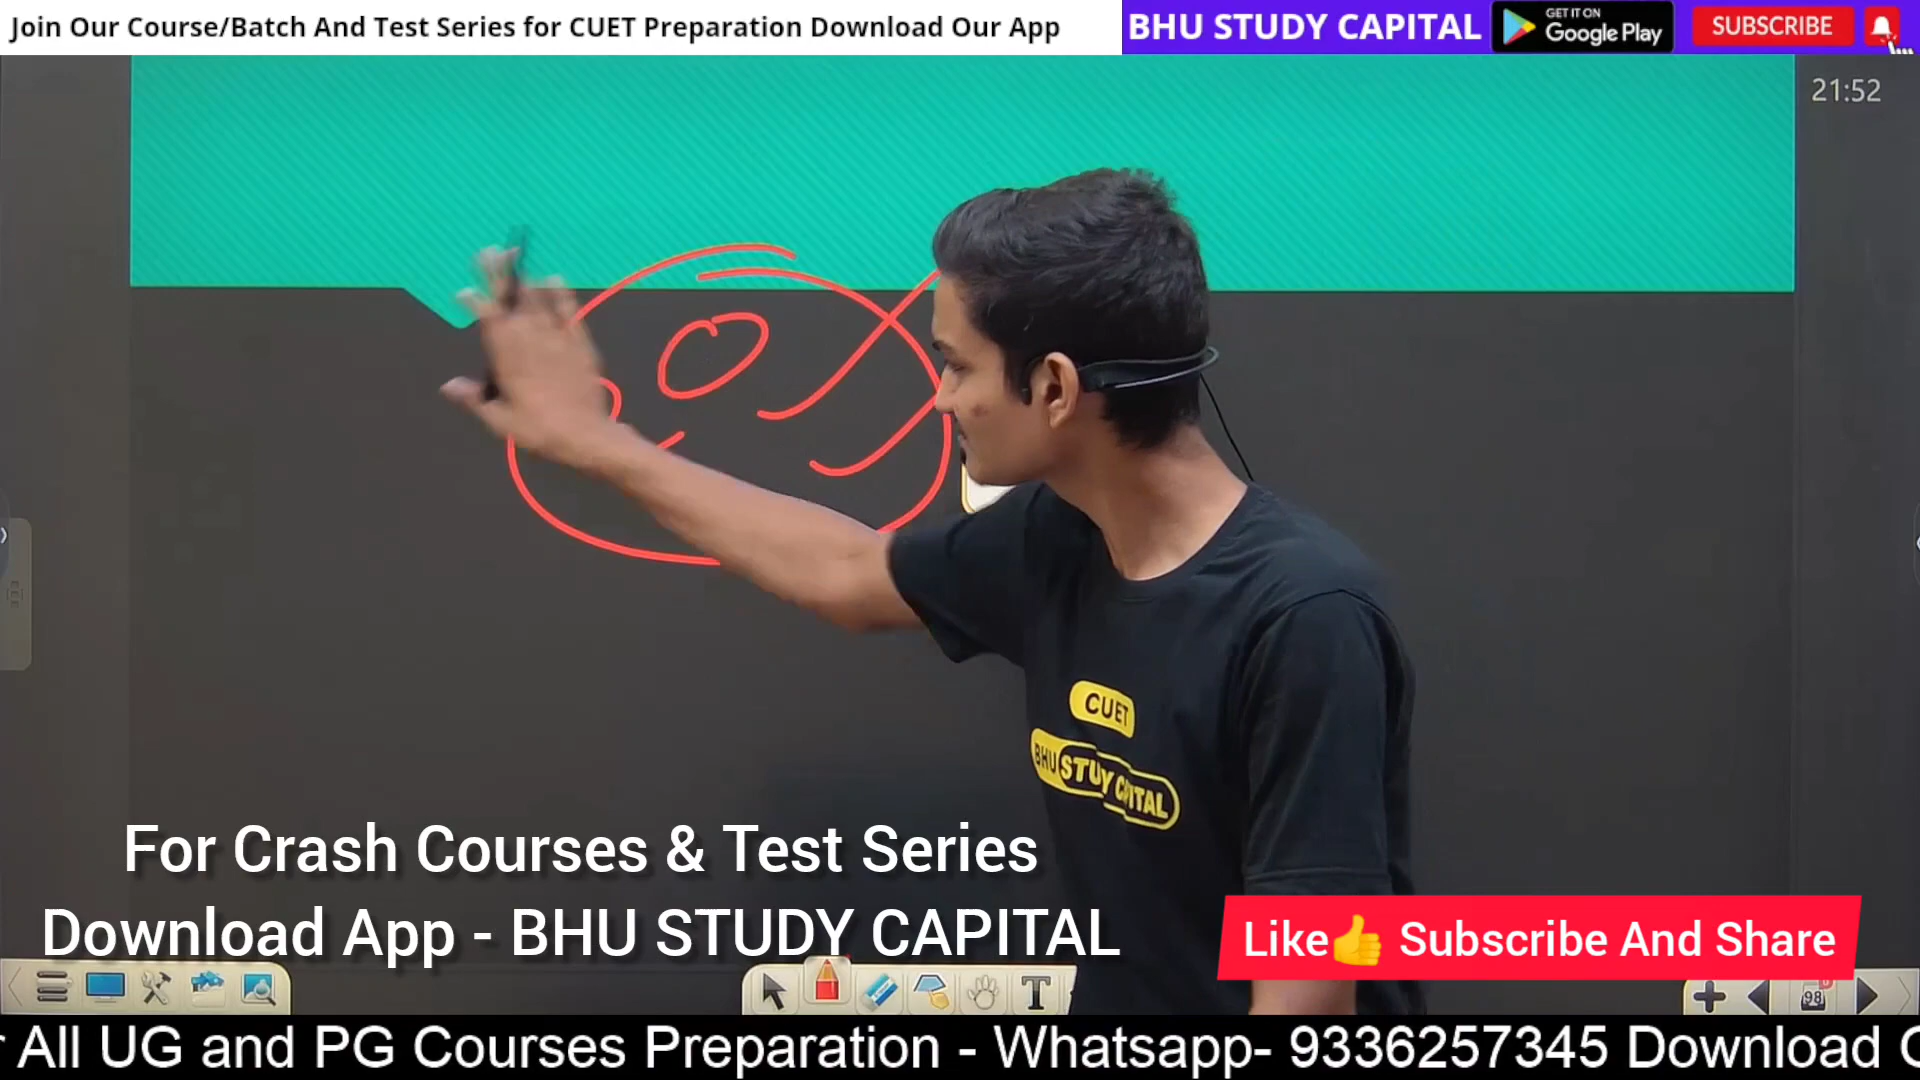 Join Our Course/Batch And Test Series for CUET Preparation Download Our App
BHU STUDY CAPITAL
GET IT ON
Google Play
SUBSCRIBE
21:52
CUET
BHU STUDY CAPITAL
For Crash Courses & Test Series
Download App - BHU STUDY CAPITAL
Like👍 Subscribe And Share
T
98
All UG and PG Courses Preparation - Whatsapp- 9336257345 Download